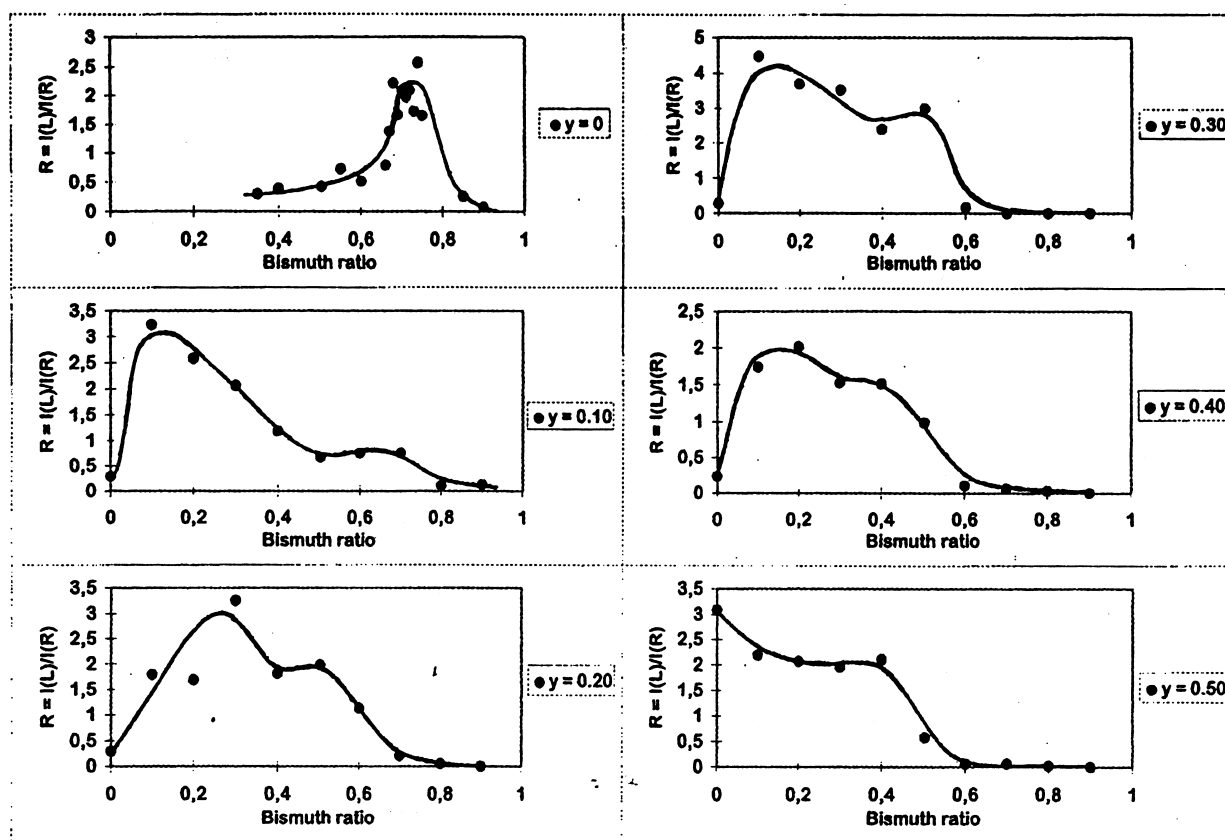 3
2,5
2
1,5
1
0,5
0
R = I(L)/I(R)
0 0,2 0,4 0,6 0,8 1
Bismuth ratio
y = 0
5
4
3
2
1
0
R = I(L)/I(R)
0 0,2 0,4 0,6 0,8 1
Bismuth ratio
y = 0.30
3,5
3
2,5
2
1,5
1
0,5
0
R = I(L)/I(R)
0 0,2 0,4 0,6 0,8 1
Bismuth ratio
y = 0.10
2,5
2
1,5
1
0,5
0
R = I(L)/I(R)
0 0,2 0,4 0,6 0,8 1
Bismuth ratio
y = 0.40
3,5
3
2,5
2
1,5
1
0,5
0
R = I(L)/I(R)
0 0,2 0,4 0,6 0,8 1
Bismuth ratio
y = 0.20
3,5
3
2,5
2
1,5
1
0,5
0
R = I(L)/I(R)
0 0,2 0,4 0,6 0,8 1
Bismuth ratio
y = 0.50